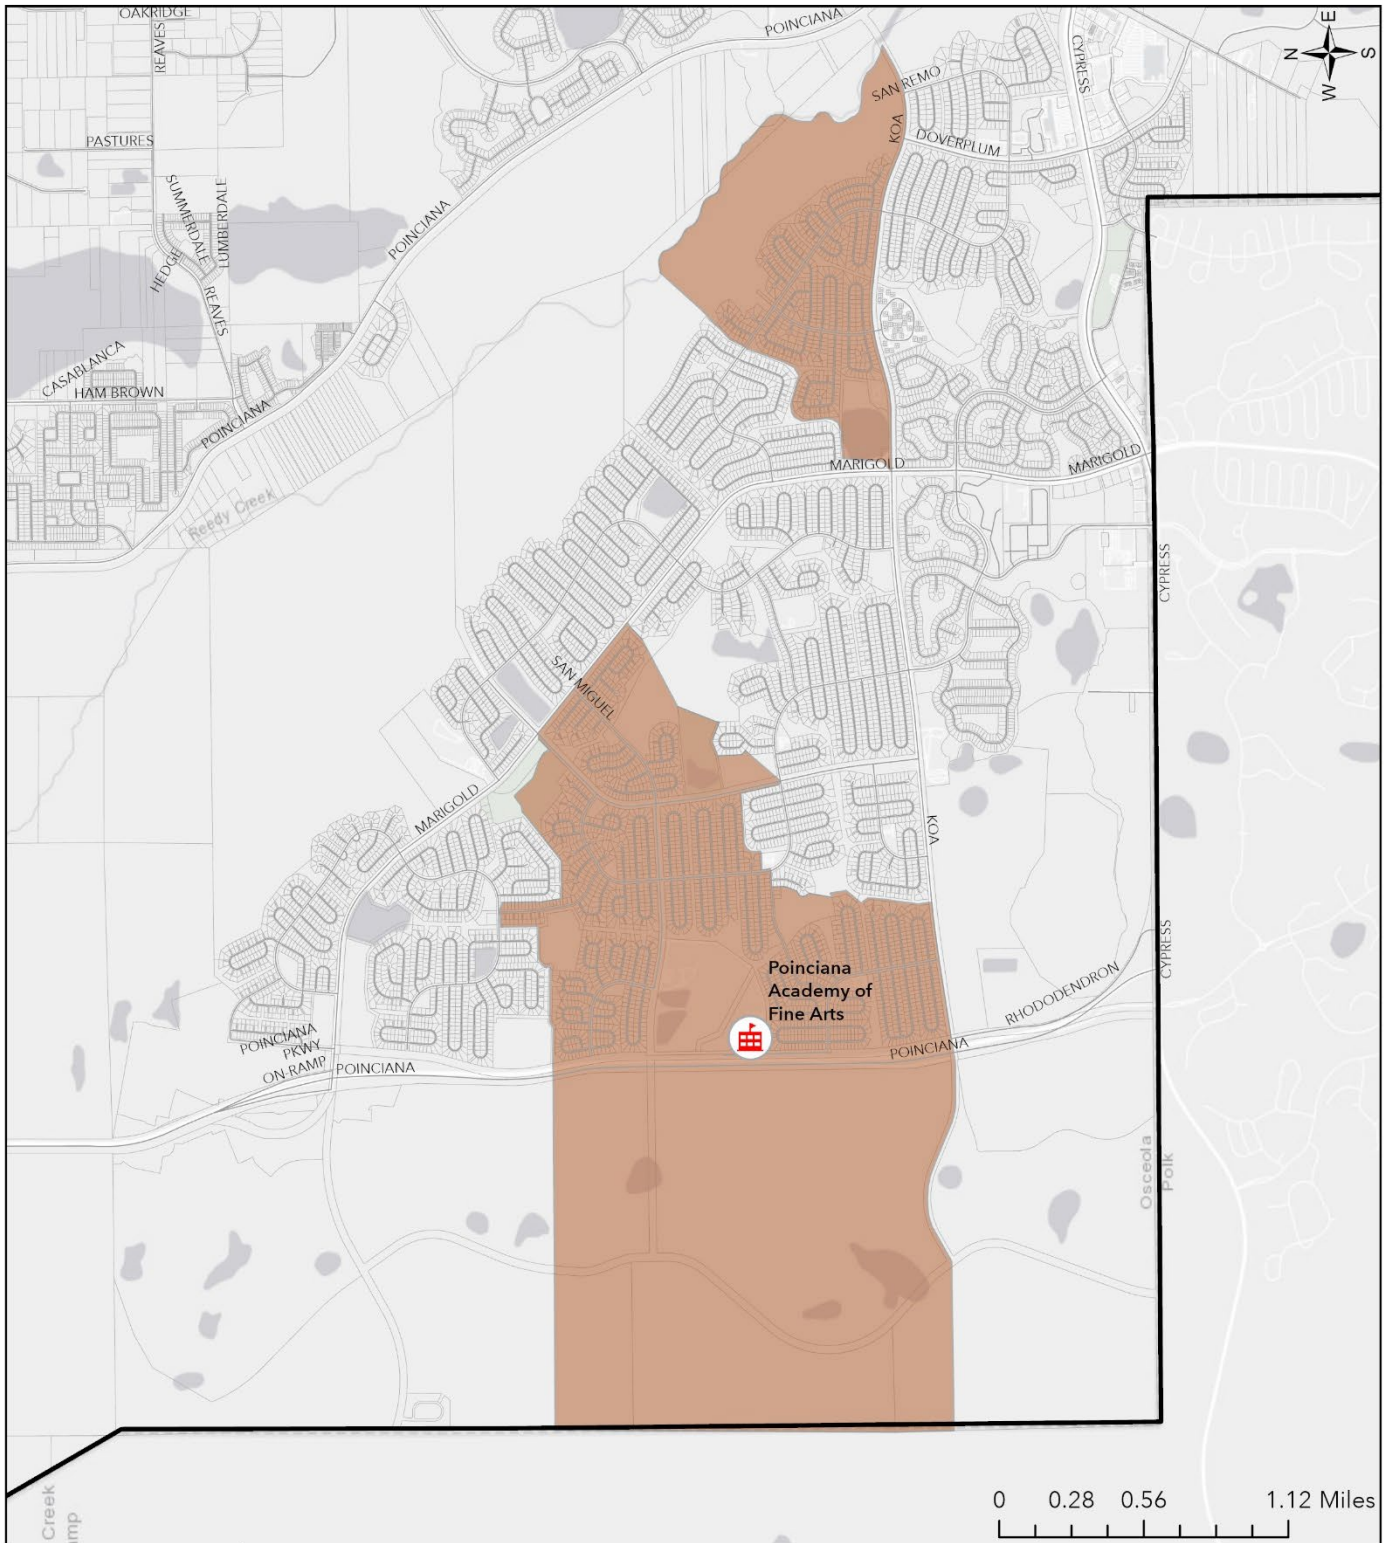 OAKRIDGE
REAVES
POINCIANA
CYPRESS
E
N
S
W
SAN REMO
KOA
DOVERPLUM
PASTURES
SUMMERDALE
LUMBERDALE
HEDGE
REAVES
POINCIANA
CASABLANCA
HAM BROWN
POINCIANA
Reedy Creek
MARIGOLD
MARIGOLD
CYPRESS
SAN MIGUEL
MARIGOLD
KOA
CYPRESS
Poinciana
Academy of
Fine Arts
RHODODENDRON
POINCIANA
PKWY
ON-RAMP
POINCIANA
POINCIANA
Osceola
Polk
Creek
mp
0 0.28 0.56 1.12 Miles